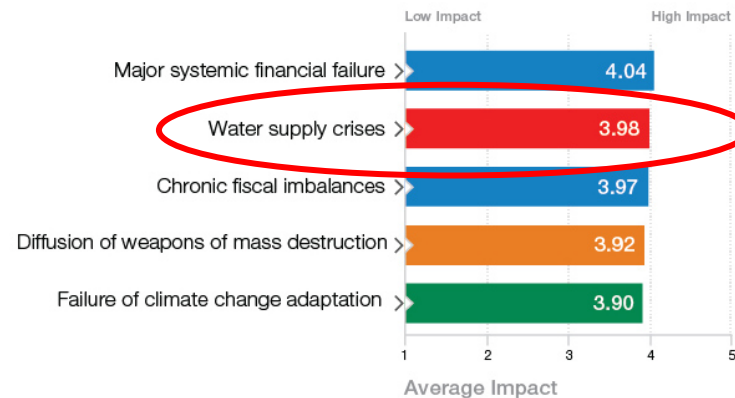 Low Impact High Impact
Major systemic financial failure 4.04
Water supply crises 3.98
Chronic fiscal imbalances 3.97
Diffusion of weapons of mass destruction 3.92
Failure of climate change adaptation 3.90
1 2 3 4 5
Average Impact